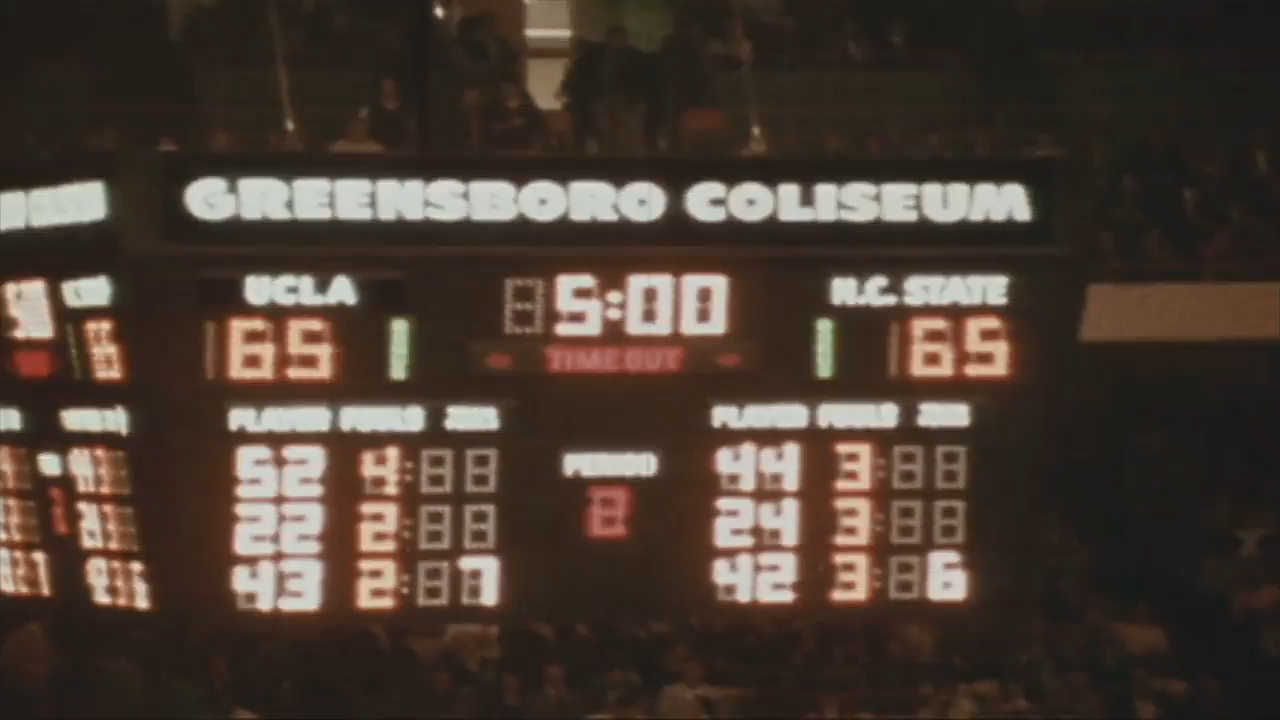 GREENSBORO COLISEUM
UCLA 5:00 N.C. STATE
65 TIME OUT 65
PLAYER FOULS PLAYER FOULS
52 4 PERIOD 44 3
22 2 2 24 3
43 2 7 42 3 6